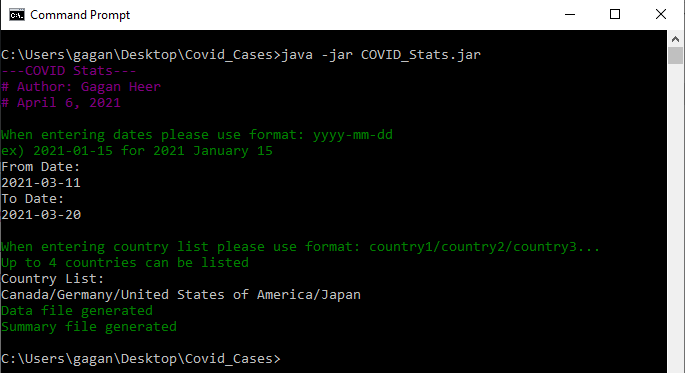 Command Prompt
C:\Users\gagan\Desktop\Covid_Cases>java -jar COVID_Stats.jar
---COVID Stats---
# Author: Gagan Heer
# April 6, 2021
When entering dates please use format: yyyy-mm-dd
ex) 2021-01-15 for 2021 January 15
From Date:
2021-03-11
To Date:
2021-03-20
When entering country list please use format: country1/country2/country3...
Up to 4 countries can be listed
Country List:
Canada/Germany/United States of America/Japan
Data file generated
Summary file generated
C:\Users\gagan\Desktop\Covid_Cases>